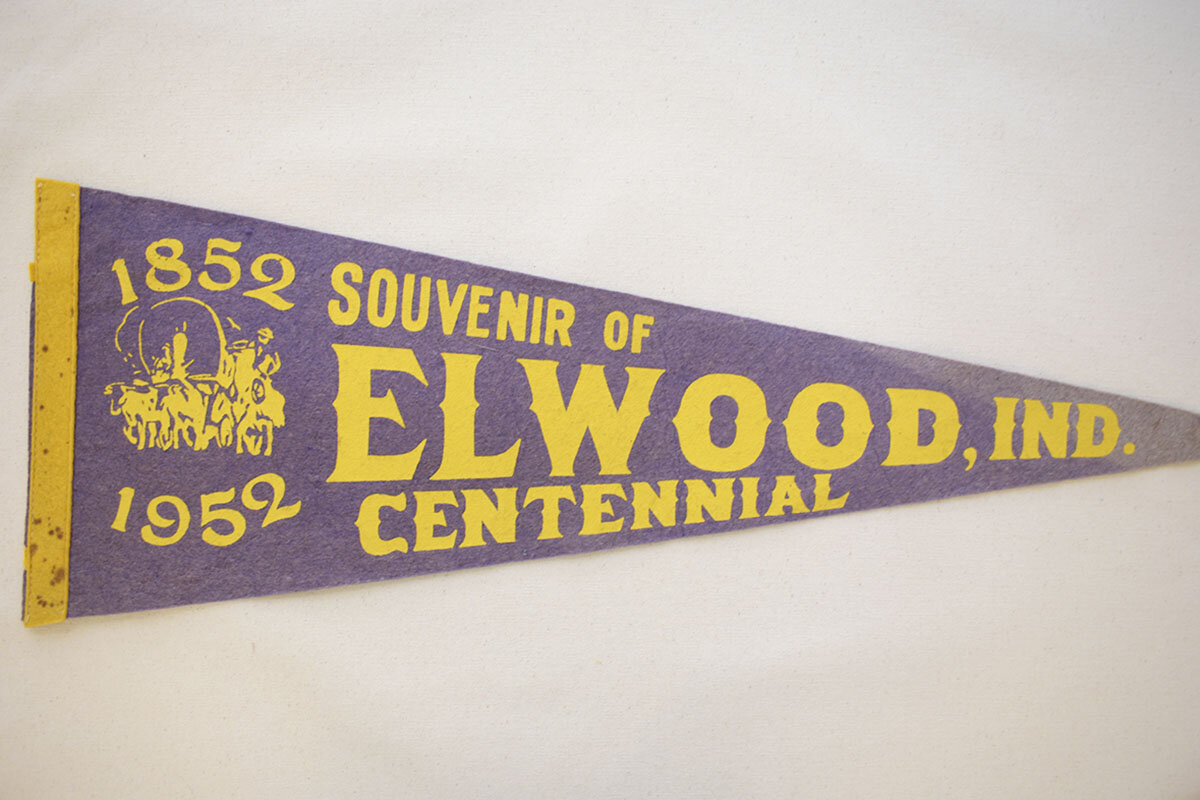 1852
1952
SOUVENIR OF
ELWOOD, IND.
CENTENNIAL